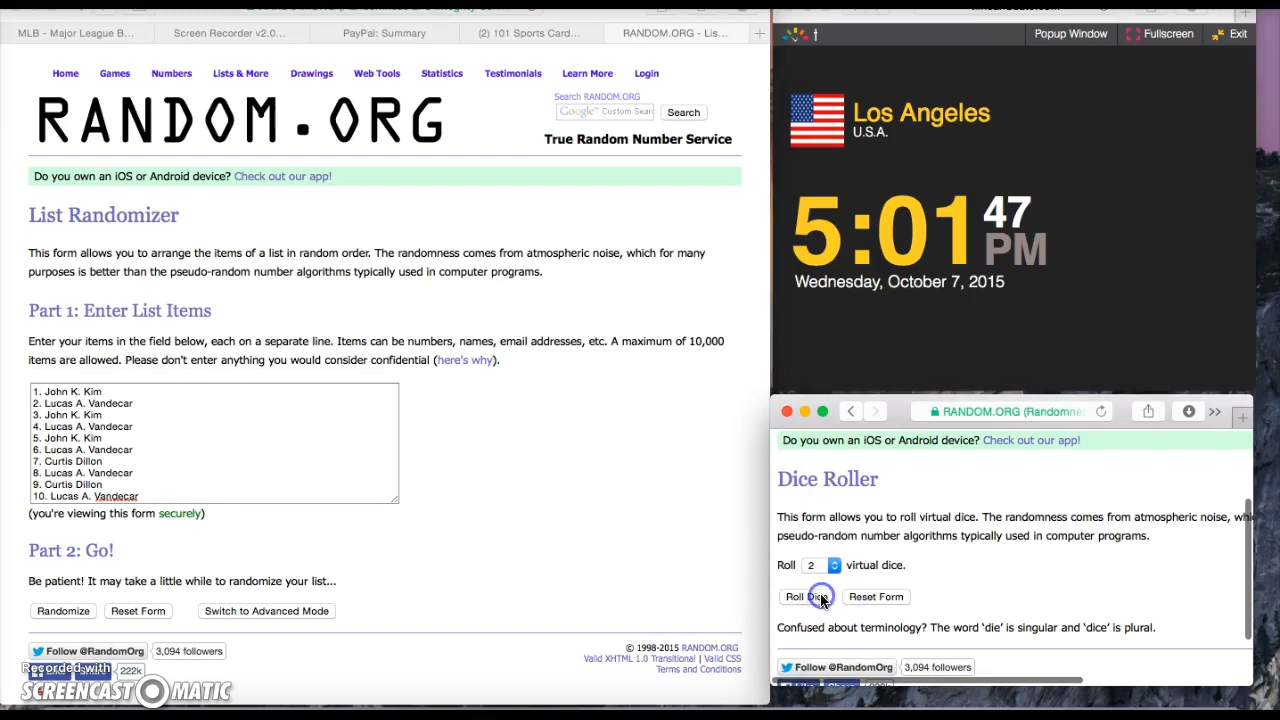 MLB - Major League B...
Screen Recorder v2.0...
PayPal: Summary
(2) 101 Sports Card...
RANDOM.ORG - Lis...
Home
Games
Numbers
Lists & More
Drawings
Web Tools
Statistics
Testimonials
Learn More
Login
RANDOM.ORG
Search RANDOM.ORG
Google™ Custom Sear
Search
True Random Number Service
Do you own an iOS or Android device? Check out our app!
List Randomizer
This form allows you to arrange the items of a list in random order. The randomness comes from atmospheric noise, which for many
purposes is better than the pseudo-random number algorithms typically used in computer programs.
Part 1: Enter List Items
Enter your items in the field below, each on a separate line. Items can be numbers, names, email addresses, etc. A maximum of 10,000
items are allowed. Please don't enter anything you would consider confidential (here's why).
1. John K. Kim
2. Lucas A. Vandecar
3. John K. Kim
4. Lucas A. Vandecar
5. John K. Kim
6. Lucas A. Vandecar
7. Curtis Dillon
8. Lucas A. Vandecar
9. Curtis Dillon
10. Lucas A. Vandecar
(you're viewing this form securely)
Part 2: Go!
Be patient! It may take a little while to randomize your list...
Randomize
Reset Form
Switch to Advanced Mode
Follow @RandomOrg
3,094 followers
Like
Share
222k
© 1998-2015 RANDOM.ORG
Valid XHTML 1.0 Transitional | Valid CSS
Terms and Conditions
Recorded with
SCREENCAST O MATIC
t
Popup Window
Fullscreen
Exit
Los Angeles
U.S.A.
5:01 47
PM
Wednesday, October 7, 2015
RANDOM.ORG (Randomne
Do you own an iOS or Android device? Check out our app!
Dice Roller
This form allows you to roll virtual dice. The randomness comes from atmospheric noise, whi
pseudo-random number algorithms typically used in computer programs.
Roll 2 virtual dice.
Roll Dice
Reset Form
Confused about terminology? The word 'die' is singular and 'dice' is plural.
Follow @RandomOrg
3,094 followers